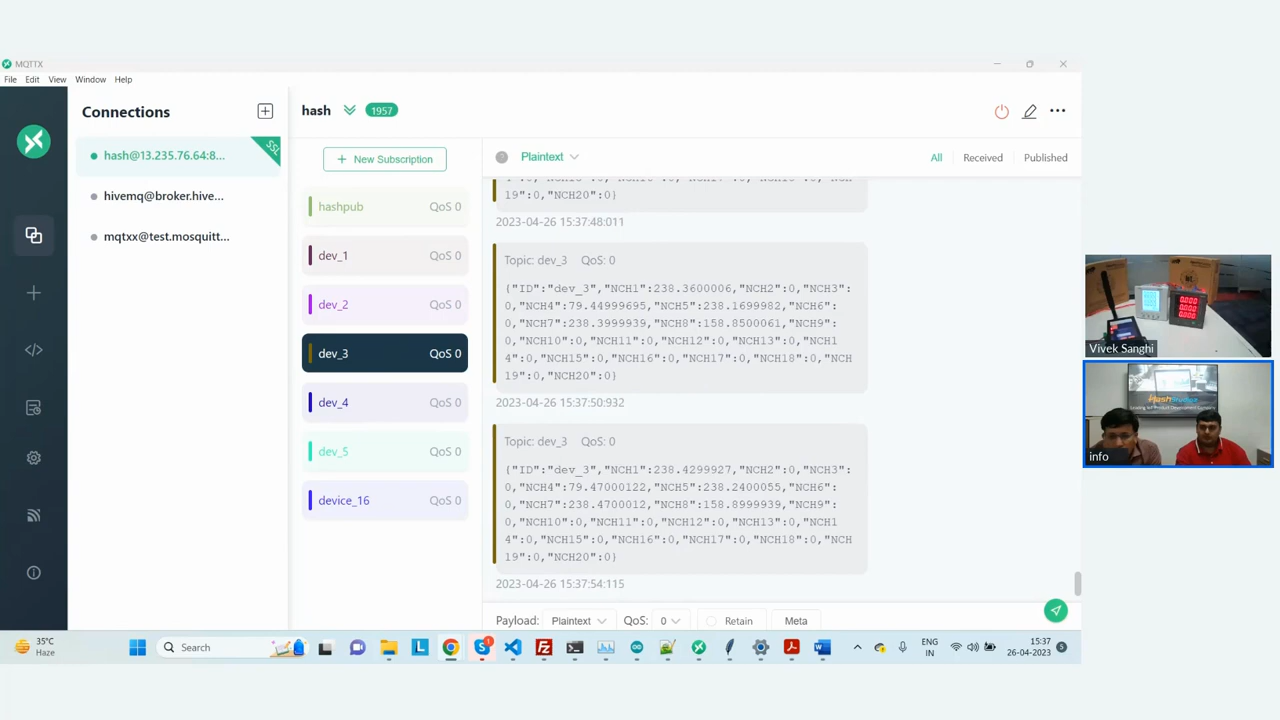 MQTTX
File Edit View Window Help
Connections
hash@13.235.76.64:8...
SSL
hivemq@broker.hive...
mqtxx@test.mosquitt...
hash 1957
New Subscription
hashpub QoS 0
dev_1 QoS 0
dev_2 QoS 0
dev_3 QoS 0
dev_4 QoS 0
dev_5 QoS 0
device_16 QoS 0
Plaintext
All Received Published
19":0,"NCH20":0}
2023-04-26 15:37:48:011
Topic: dev_3 QoS: 0
{"ID":"dev_3","NCH1":238.3600006,"NCH2":0,"NCH3":
0,"NCH4":79.44999695,"NCH5":238.1699982,"NCH6":
0,"NCH7":238.3999939,"NCH8":158.8500061,"NCH9":
0,"NCH10":0,"NCH11":0,"NCH12":0,"NCH13":0,"NCH1
4":0,"NCH15":0,"NCH16":0,"NCH17":0,"NCH18":0,"NCH
19":0,"NCH20":0}
2023-04-26 15:37:50:932
Topic: dev_3 QoS: 0
{"ID":"dev_3","NCH1":238.4299927,"NCH2":0,"NCH3":
0,"NCH4":79.47000122,"NCH5":238.2400055,"NCH6":
0,"NCH7":238.4700012,"NCH8":158.8999939,"NCH9":
0,"NCH10":0,"NCH11":0,"NCH12":0,"NCH13":0,"NCH1
4":0,"NCH15":0,"NCH16":0,"NCH17":0,"NCH18":0,"NCH
19":0,"NCH20":0}
2023-04-26 15:37:54:115
Payload: Plaintext QoS: 0 Retain Meta
Vivek Sanghi
info
35°C
Haze
Search
ENG
IN
15:37
26-04-2023
5